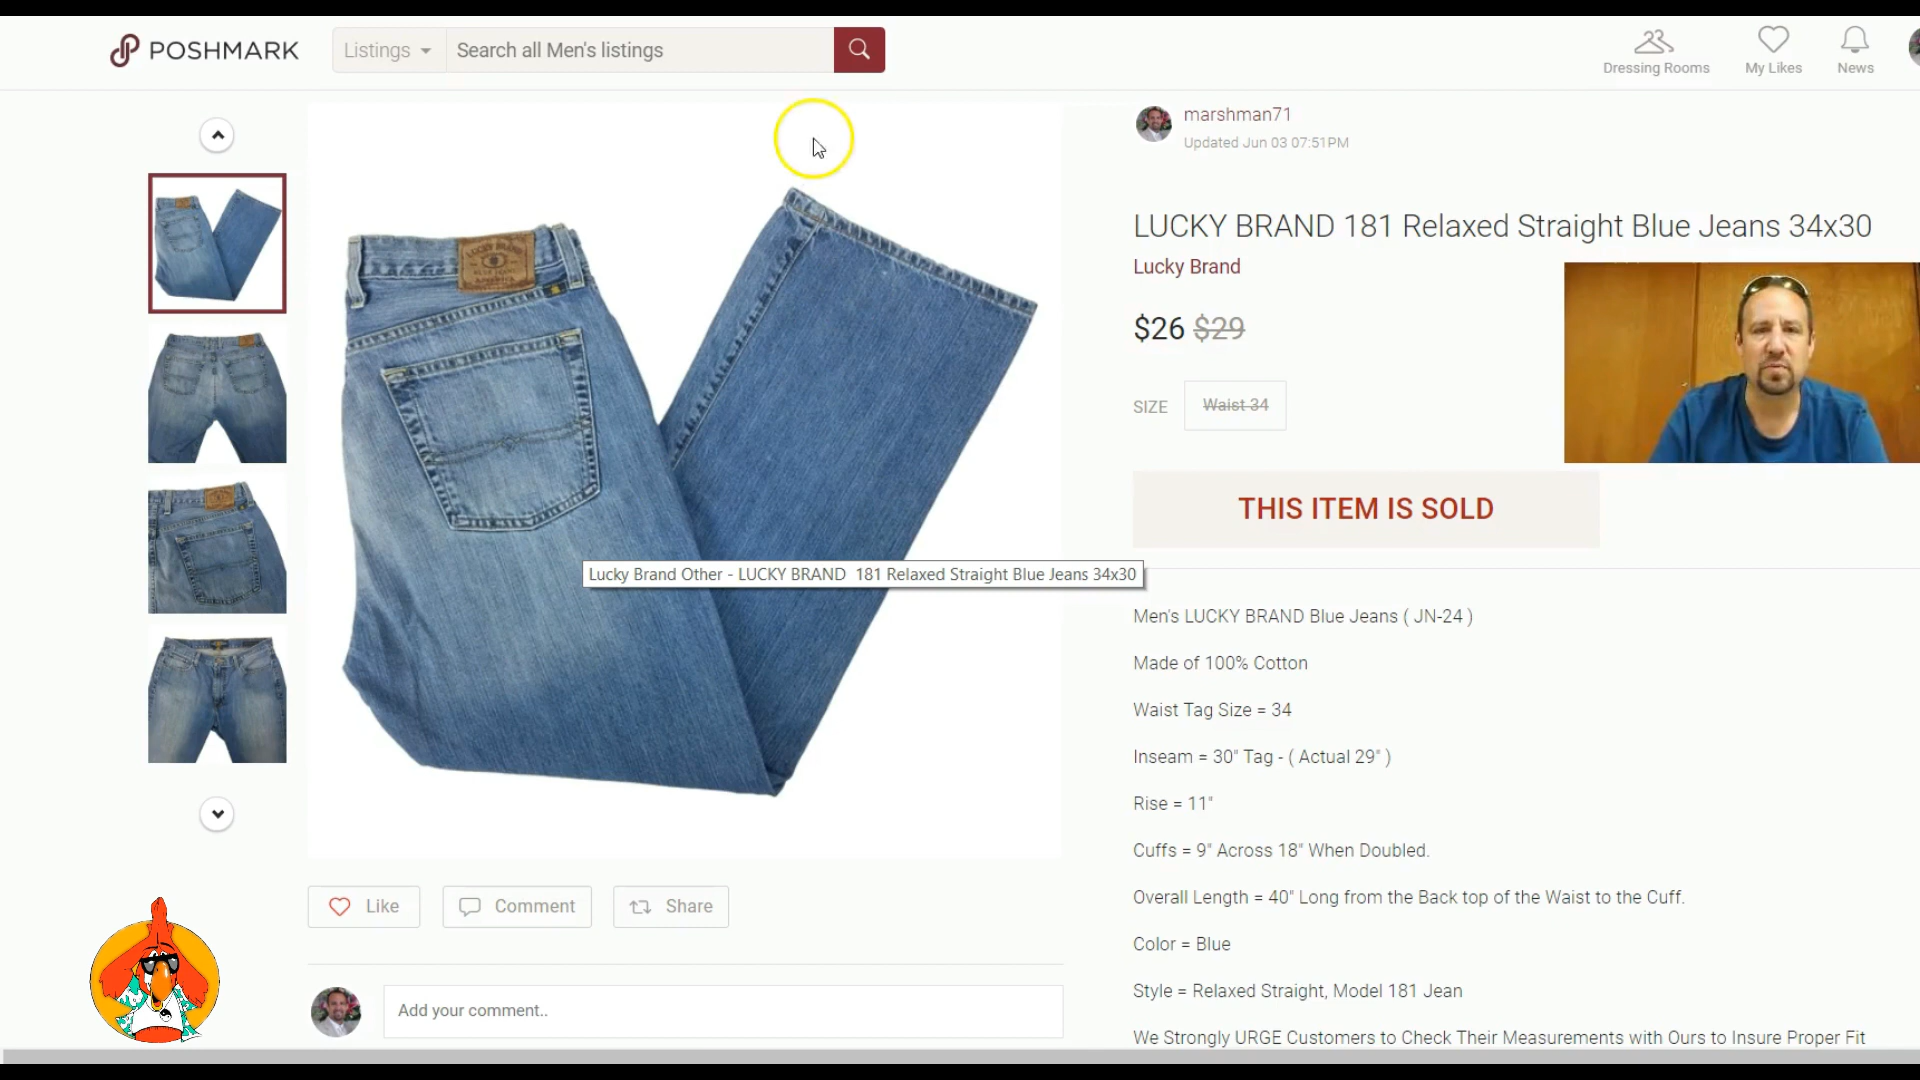 POSHMARK
Listings
Search all Men's listings
Dressing Rooms
My Likes
News
marshman71
Updated Jun 03 07:51PM
LUCKY BRAND 181 Relaxed Straight Blue Jeans 34x30
Lucky Brand
$26 $29
SIZE
Waist 34
THIS ITEM IS SOLD
LUCKY BRAND
BLUE JEANS
Lucky Brand Other - LUCKY BRAND 181 Relaxed Straight Blue Jeans 34x30
Men's LUCKY BRAND Blue Jeans ( JN-24 )
Made of 100% Cotton
Waist Tag Size = 34
Inseam = 30" Tag - ( Actual 29" )
Rise = 11"
Cuffs = 9" Across 18" When Doubled.
Overall Length = 40" Long from the Back top of the Waist to the Cuff.
Color = Blue
Style = Relaxed Straight, Model 181 Jean
We Strongly URGE Customers to Check Their Measurements with Ours to Insure Proper Fit
Like
Comment
Share
Add your comment..